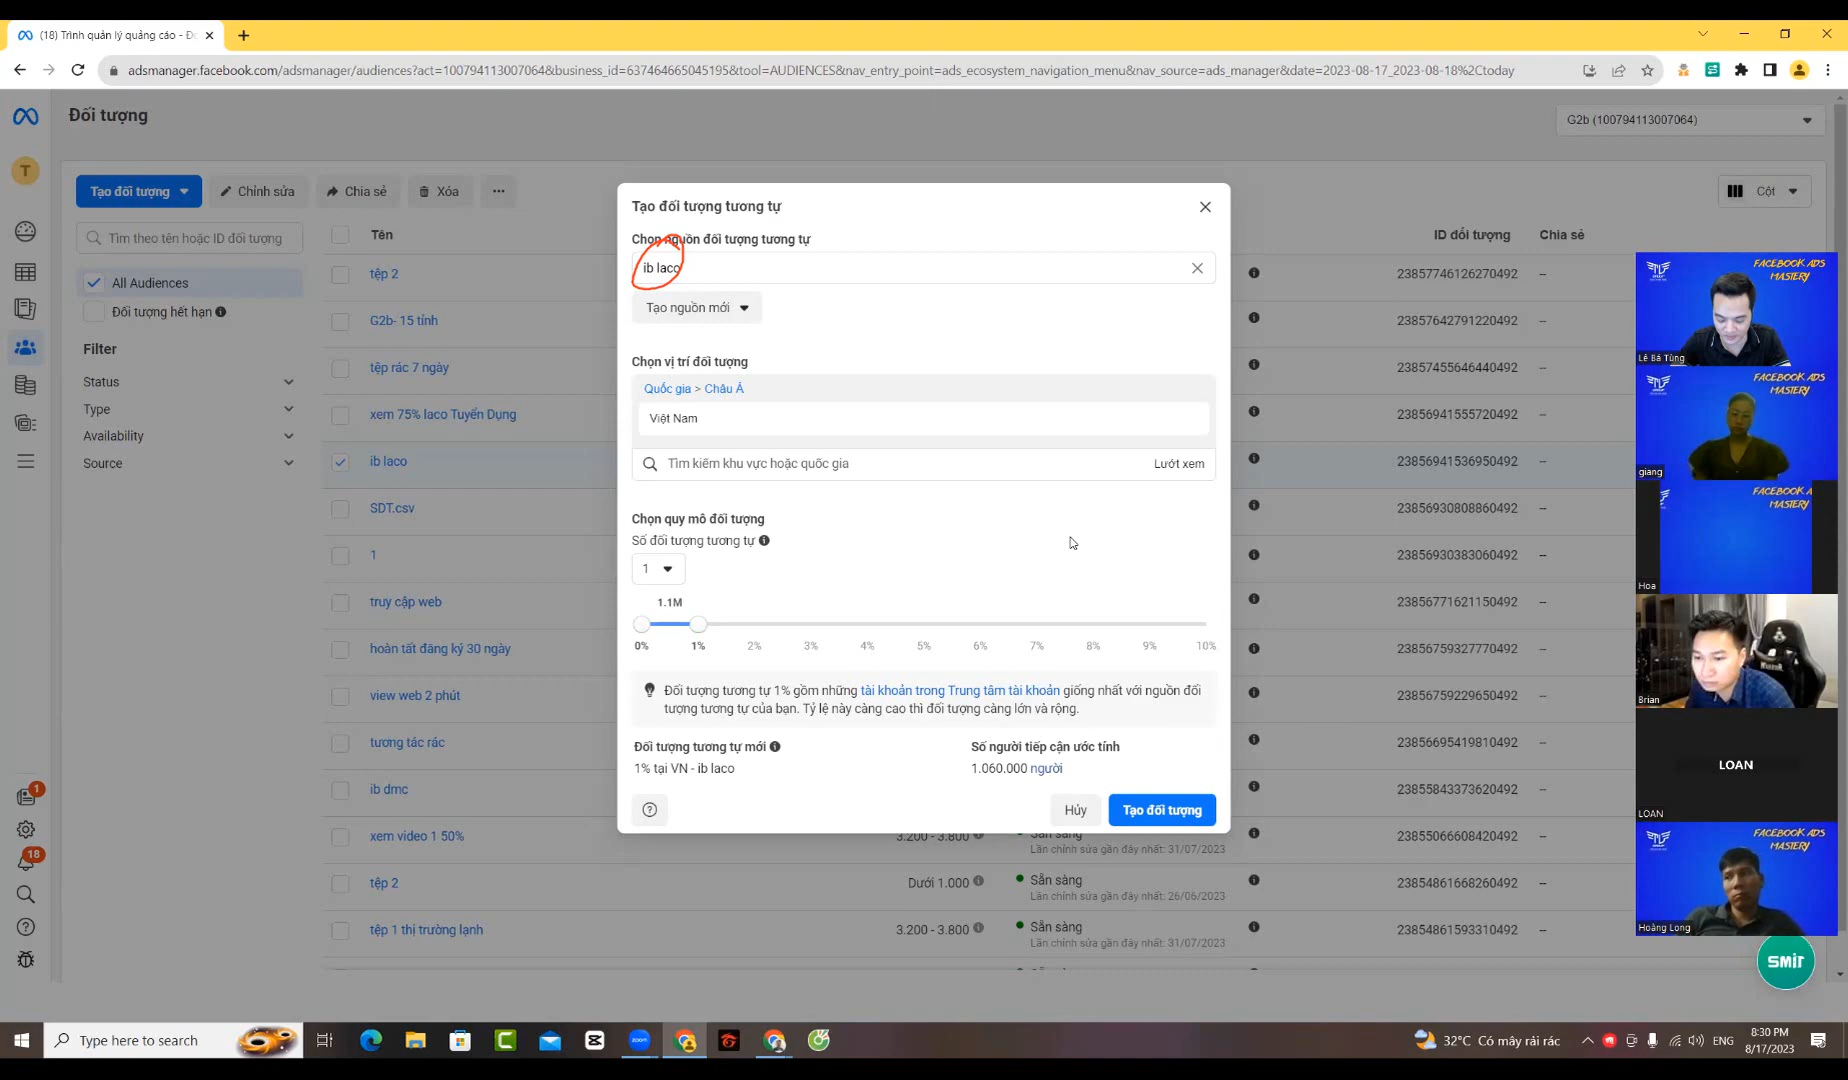 (18) Trình quản lý quảng cáo - Đố
adsmanager.facebook.com/adsmanager/audiences?act=100794113007064&business_id=637464665045195&tool=AUDIENCES&nav_entry_point=ads_ecosystem_navigation_menu&nav_source=ads_manager&date=2023-08-17_2023-08-18%2Ctoday
Đối tượng
G2b (100794113007064)
T
Tạo đối tượng
Chỉnh sửa
Chia sẻ
Xóa
Cột
Tìm theo tên hoặc ID đối tượng
All Audiences
Đối tượng hết hạn
Filter
Status
Type
Availability
Source
Tên
ID đối tượng
Chia sẻ
tệp 2
23857746126270492 --
G2b- 15 tỉnh
23857642791220492 --
tệp rác 7 ngày
23857455646440492 --
xem 75% laco Tuyển Dụng
23856941555720492 --
ib laco
23856941536950492 --
SDT.csv
23856930808860492 --
1
23856930383060492 --
truy cập web
23856771621150492 --
hoàn tất đăng ký 30 ngày
23856759327770492 --
view web 2 phút
23856759229650492 --
tương tác rác
23856695419810492 --
ib dmc
23855843373620492 --
xem video 1 50%
3.200 - 3.800
Sẵn sàng
Lần chỉnh sửa gần đây nhất: 31/07/2023
23855066608420492 --
tệp 2
Dưới 1.000
Sẵn sàng
Lần chỉnh sửa gần đây nhất: 26/06/2023
23854861668260492 --
tệp 1 thị trường lạnh
3.200 - 3.800
Sẵn sàng
Lần chỉnh sửa gần đây nhất: 31/07/2023
23854861593310492 --
Tạo đối tượng tương tự
Chọn nguồn đối tượng tương tự
ib laco
Tạo nguồn mới
Chọn vị trí đối tượng
Quốc gia > Châu Á
Việt Nam
Tìm kiếm khu vực hoặc quốc gia
Lướt xem
Chọn quy mô đối tượng
Số đối tượng tương tự
1
1.1M
0% 1% 2% 3% 4% 5% 6% 7% 8% 9% 10%
Đối tượng tương tự 1% gồm những tài khoản trong Trung tâm tài khoản giống nhất với nguồn đối
tượng tương tự của bạn. Tỷ lệ này càng cao thì đối tượng càng lớn và rộng.
Đối tượng tương tự mới
Số người tiếp cận ước tính
1% tại VN - ib laco
1.060.000 người
Hủy
Tạo đối tượng
FACEBOOK ADS
MASTERY
Lê Bá Tùng
FACEBOOK ADS
MASTERY
giang
FACEBOOK A
MASTERY
Hoa
Brian
LOAN
LOAN
FACEBOOK ADS
MASTERY
Hoàng Long
SMIT
1
18
Type here to search
zoom
32°C Có mây rải rác
ENG
8:30 PM
8/17/2023